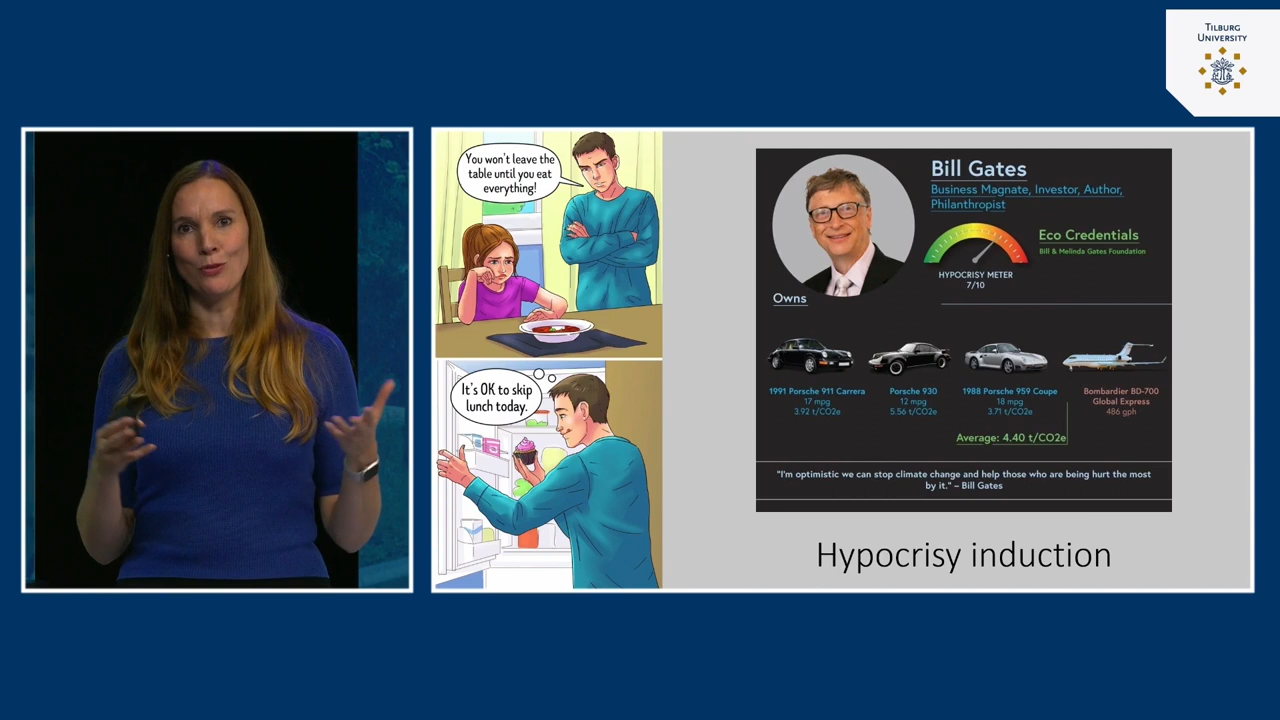 TILBURG
UNIVERSITY
You won't leave the
table until you eat
everything!
It's OK to skip
lunch today.
Bill Gates
Business Magnate, Investor, Author,
Philanthropist
Eco Credentials
Bill & Melinda Gates Foundation
HYPOCRISY METER
7/10
Owns
1991 Porsche 911 Carrera
17 mpg
3.92 t/CO2e
Porsche 930
12 mpg
5.56 t/CO2e
1988 Porsche 959 Coupe
18 mpg
3.71 t/CO2e
Bombardier BD-700
Global Express
486 gph
Average: 4.40 t/CO2e
"I'm optimistic we can stop climate change and help those who are being hurt the most
by it." – Bill Gates
Hypocrisy induction